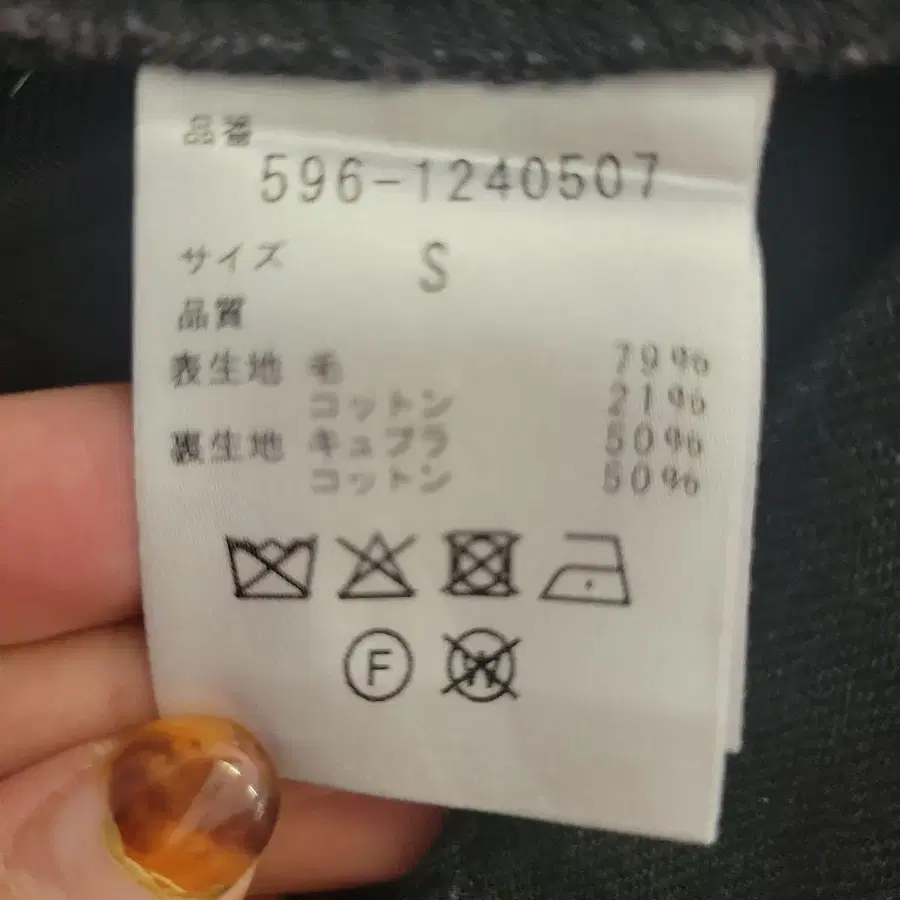 品番
596-1240507
サイズ S
品質
表生地 毛 79%
コットン 21%
裏生地 キュプラ 50%
コットン 50%
F
W